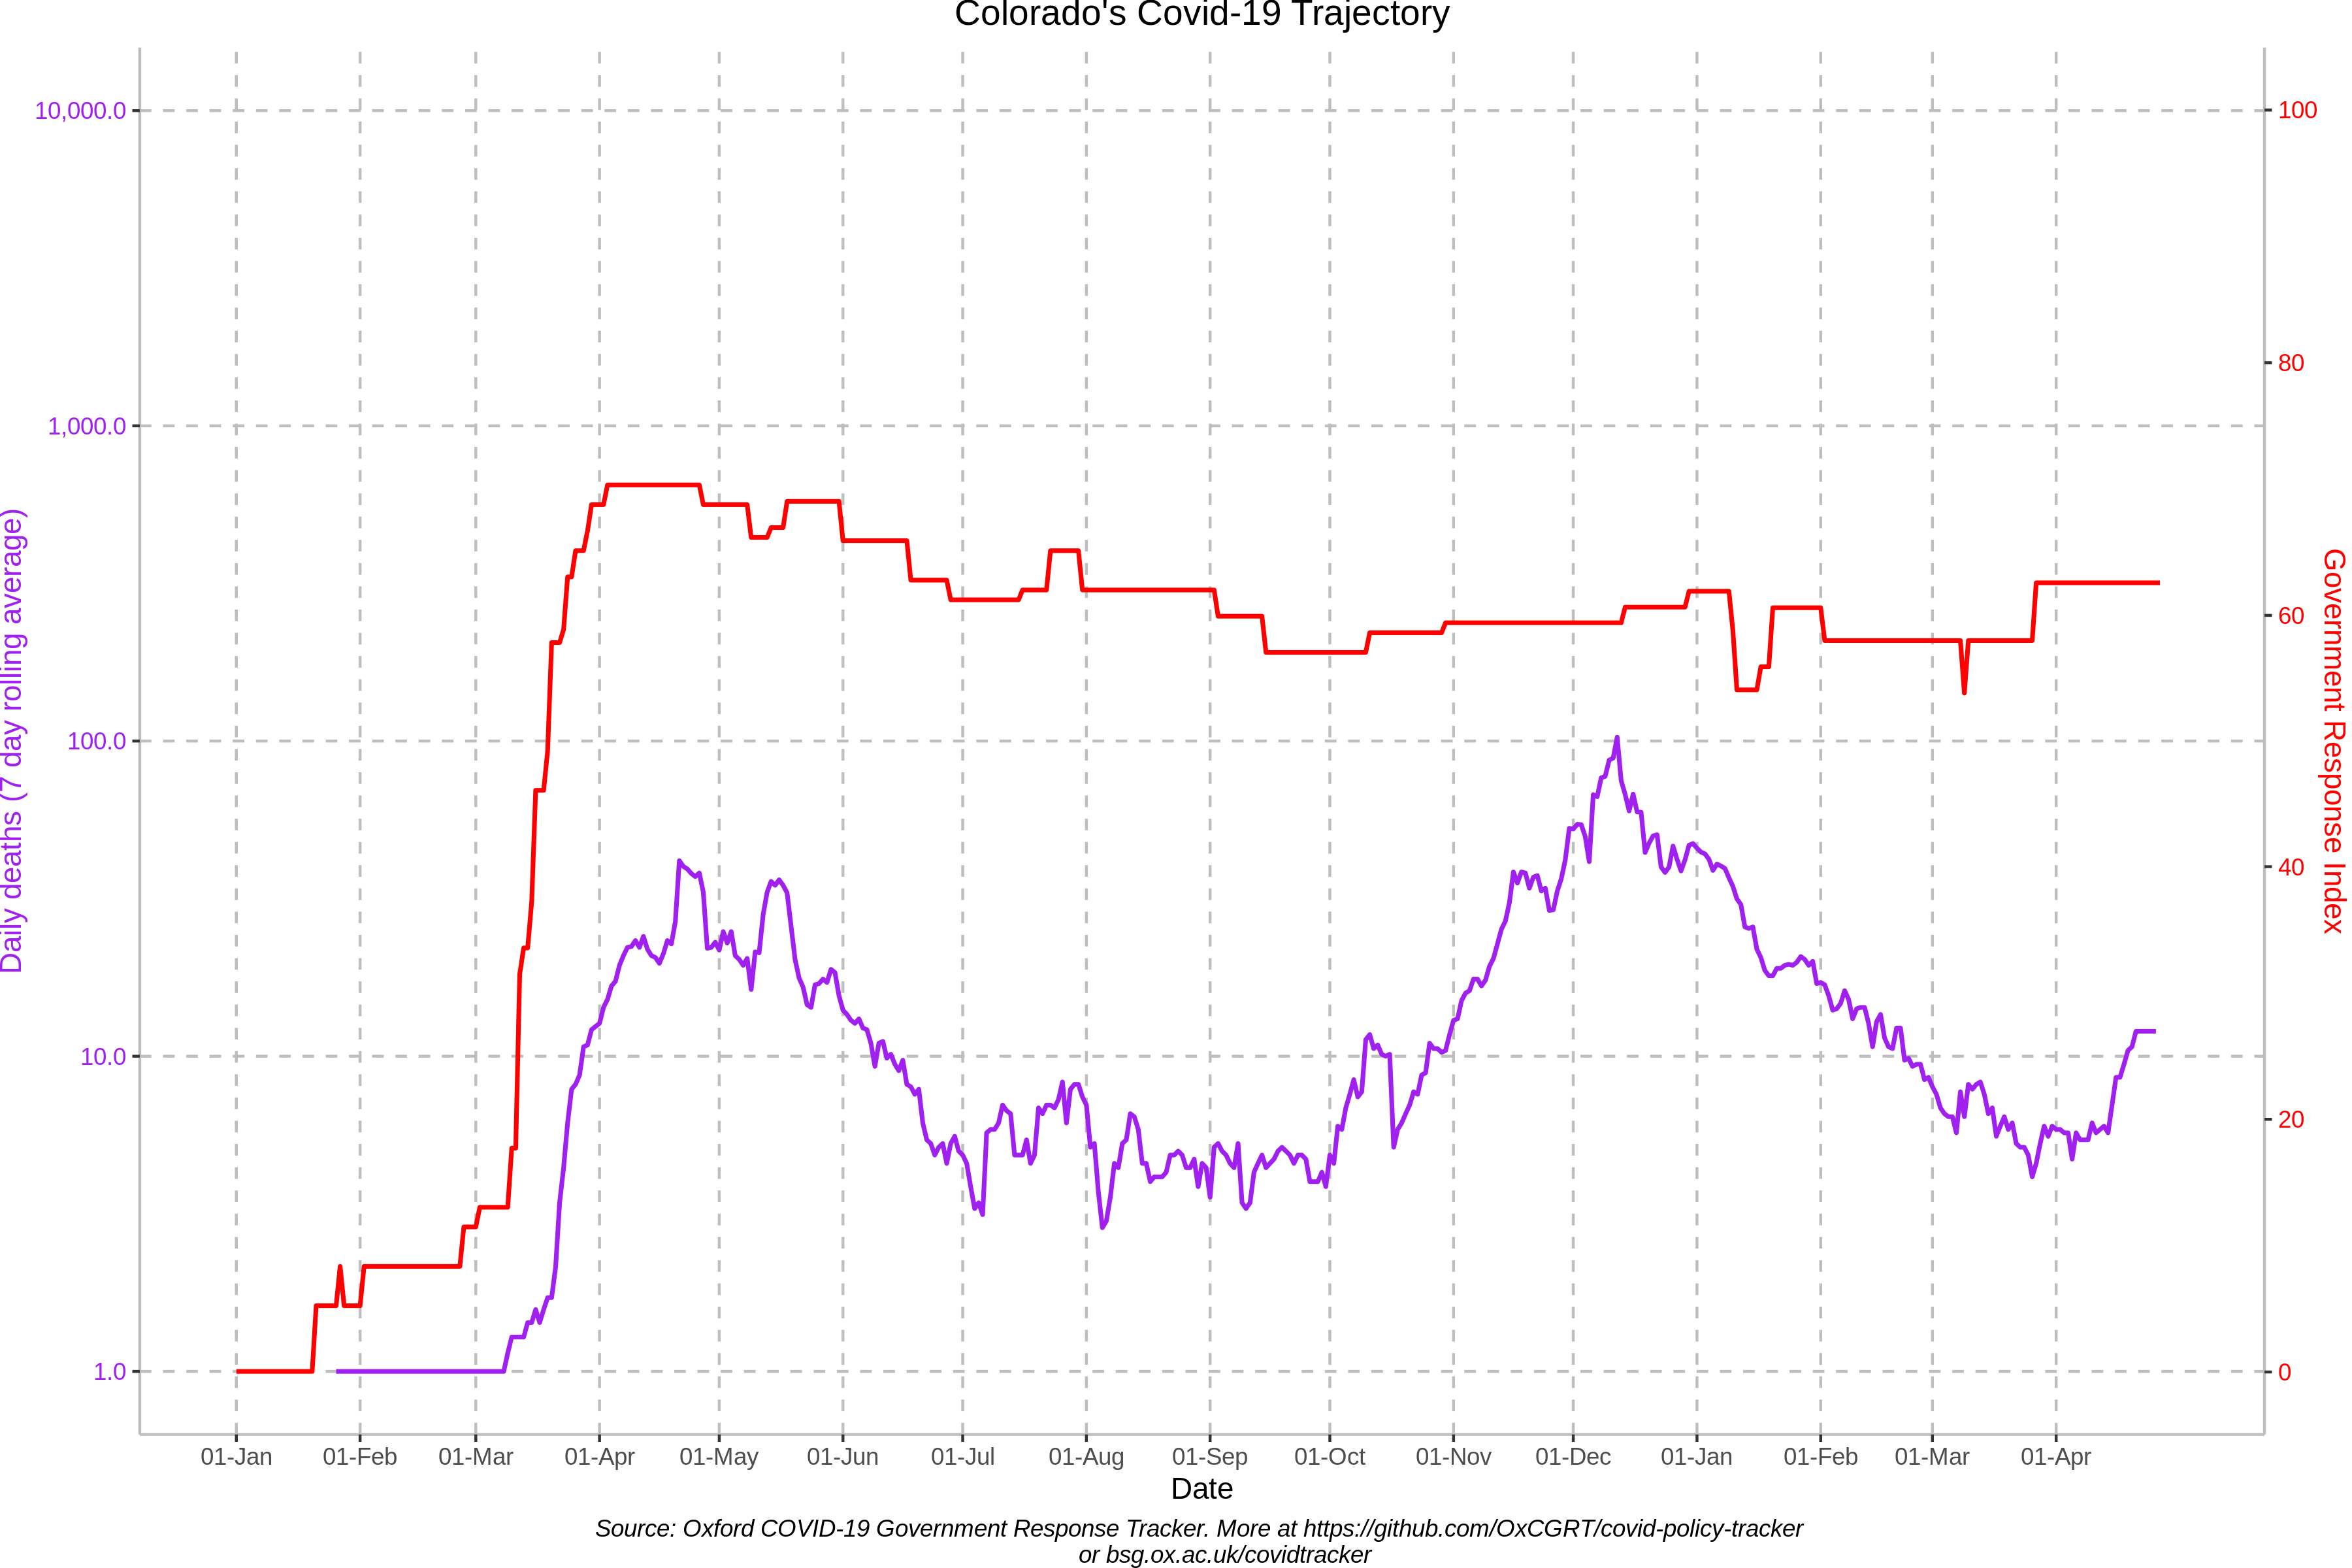 Colorado's Covid-19 Trajectory
10,000.0
1,000.0
100.0
10.0
1.0
Daily deaths (7 day rolling average)
100
80
60
40
20
0
Government Response Index
01-Jan 01-Feb 01-Mar 01-Apr 01-May 01-Jun 01-Jul 01-Aug 01-Sep 01-Oct 01-Nov 01-Dec 01-Jan 01-Feb 01-Mar 01-Apr
Date
Source: Oxford COVID-19 Government Response Tracker. More at https://github.com/OxCGRT/covid-policy-tracker
or bsg.ox.ac.uk/covidtracker